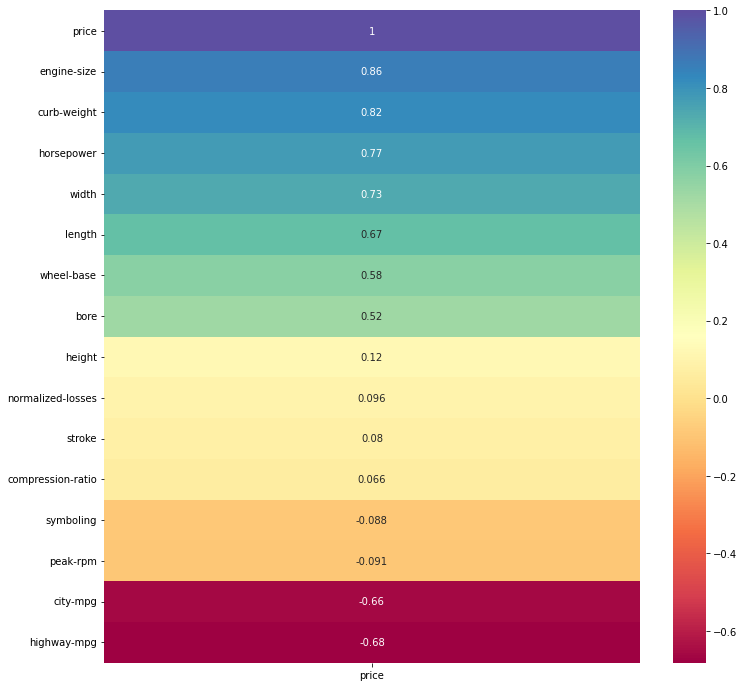 price 1
engine-size 0.86
curb-weight 0.82
horsepower 0.77
width 0.73
length 0.67
wheel-base 0.58
bore 0.52
height 0.12
normalized-losses 0.096
stroke 0.08
compression-ratio 0.066
symboling -0.088
peak-rpm -0.091
city-mpg -0.66
highway-mpg -0.68
price
1.0
0.8
0.6
0.4
0.2
0.0
−0.2
−0.4
−0.6